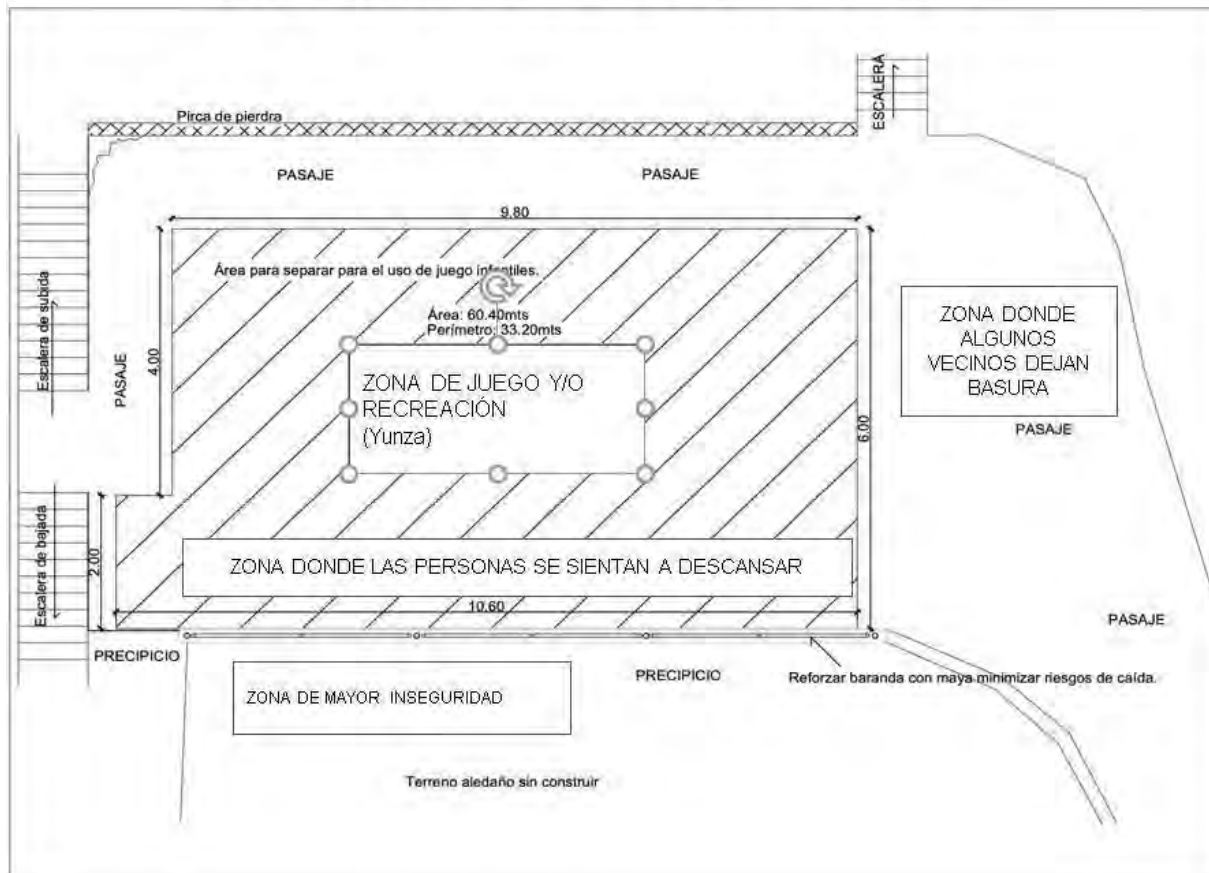 ESCALERA
Pirca de pierdra
PASAJE
PASAJE
9.80
Área para separar para el uso de juego infantiles.
Área: 60.40mts
Perímetro: 33.20mts
Escalera de subida
PASAJE
4.00
ZONA DE JUEGO Y/O
RECREACIÓN
(Yunza)
6.00
ZONA DONDE
ALGUNOS
VECINOS DEJAN
BASURA
PASAJE
Escalera de bajada
2.00
ZONA DONDE LAS PERSONAS SE SIENTAN A DESCANSAR
10.60
PASAJE
PRECIPICIO
PRECIPICIO
Reforzar baranda con maya minimizar riesgos de caída.
ZONA DE MAYOR INSEGURIDAD
Terreno aledaño sin construir